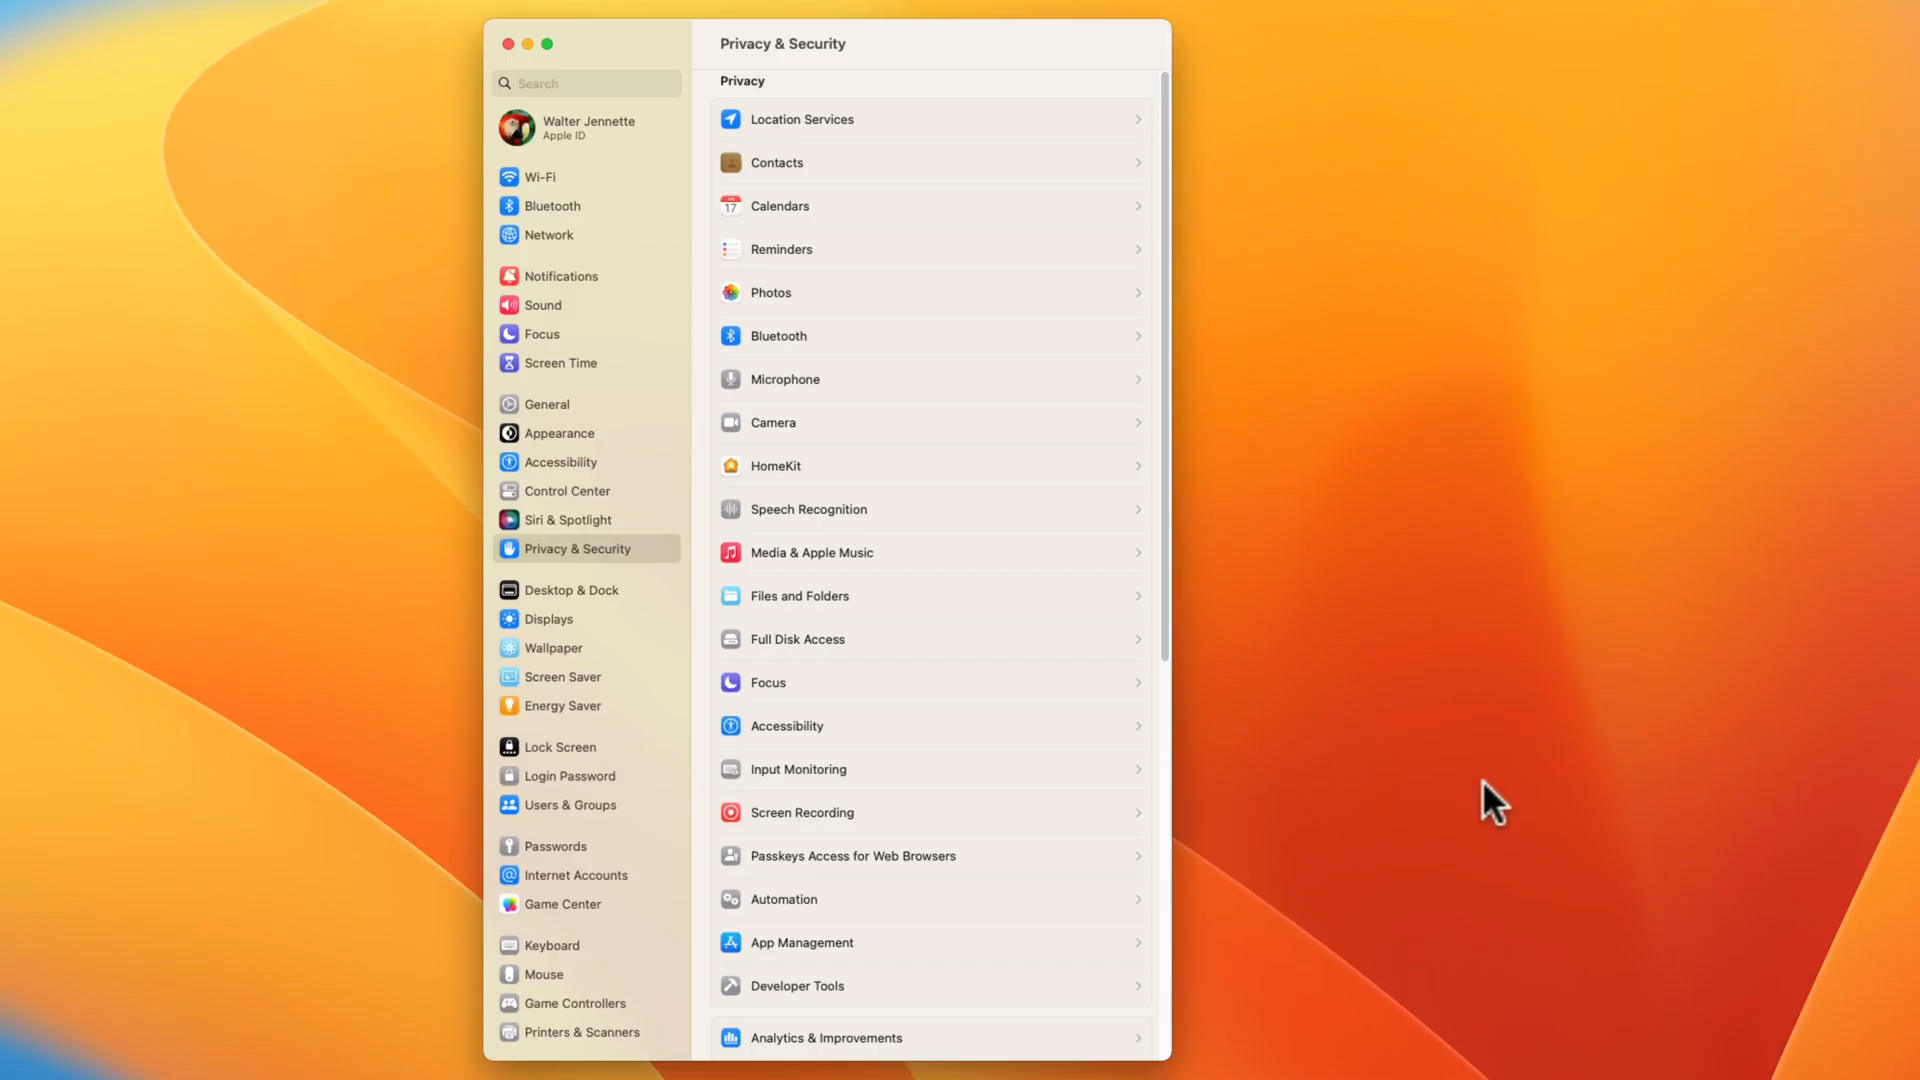 Privacy & Security
Search
Walter Jennette
Apple ID
Wi-Fi
Bluetooth
Network
Notifications
Sound
Focus
Screen Time
General
Appearance
Accessibility
Control Center
Siri & Spotlight
Privacy & Security
Desktop & Dock
Displays
Wallpaper
Screen Saver
Energy Saver
Lock Screen
Login Password
Users & Groups
Passwords
Internet Accounts
Game Center
Keyboard
Mouse
Game Controllers
Printers & Scanners
Privacy
Location Services
Contacts
17
Calendars
Reminders
Photos
Bluetooth
Microphone
Camera
HomeKit
Speech Recognition
Media & Apple Music
Files and Folders
Full Disk Access
Focus
Accessibility
Input Monitoring
Screen Recording
Passkeys Access for Web Browsers
Automation
App Management
Developer Tools
Analytics & Improvements